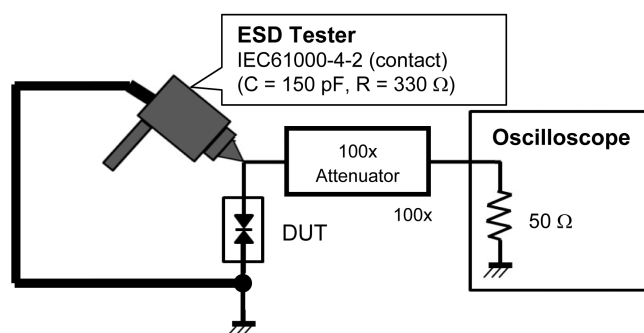 ESD Tester
IEC61000-4-2 (contact)
(C = 150 pF, R = 330 Ω)
Oscilloscope
100x
Attenuator
100x
50 Ω
DUT